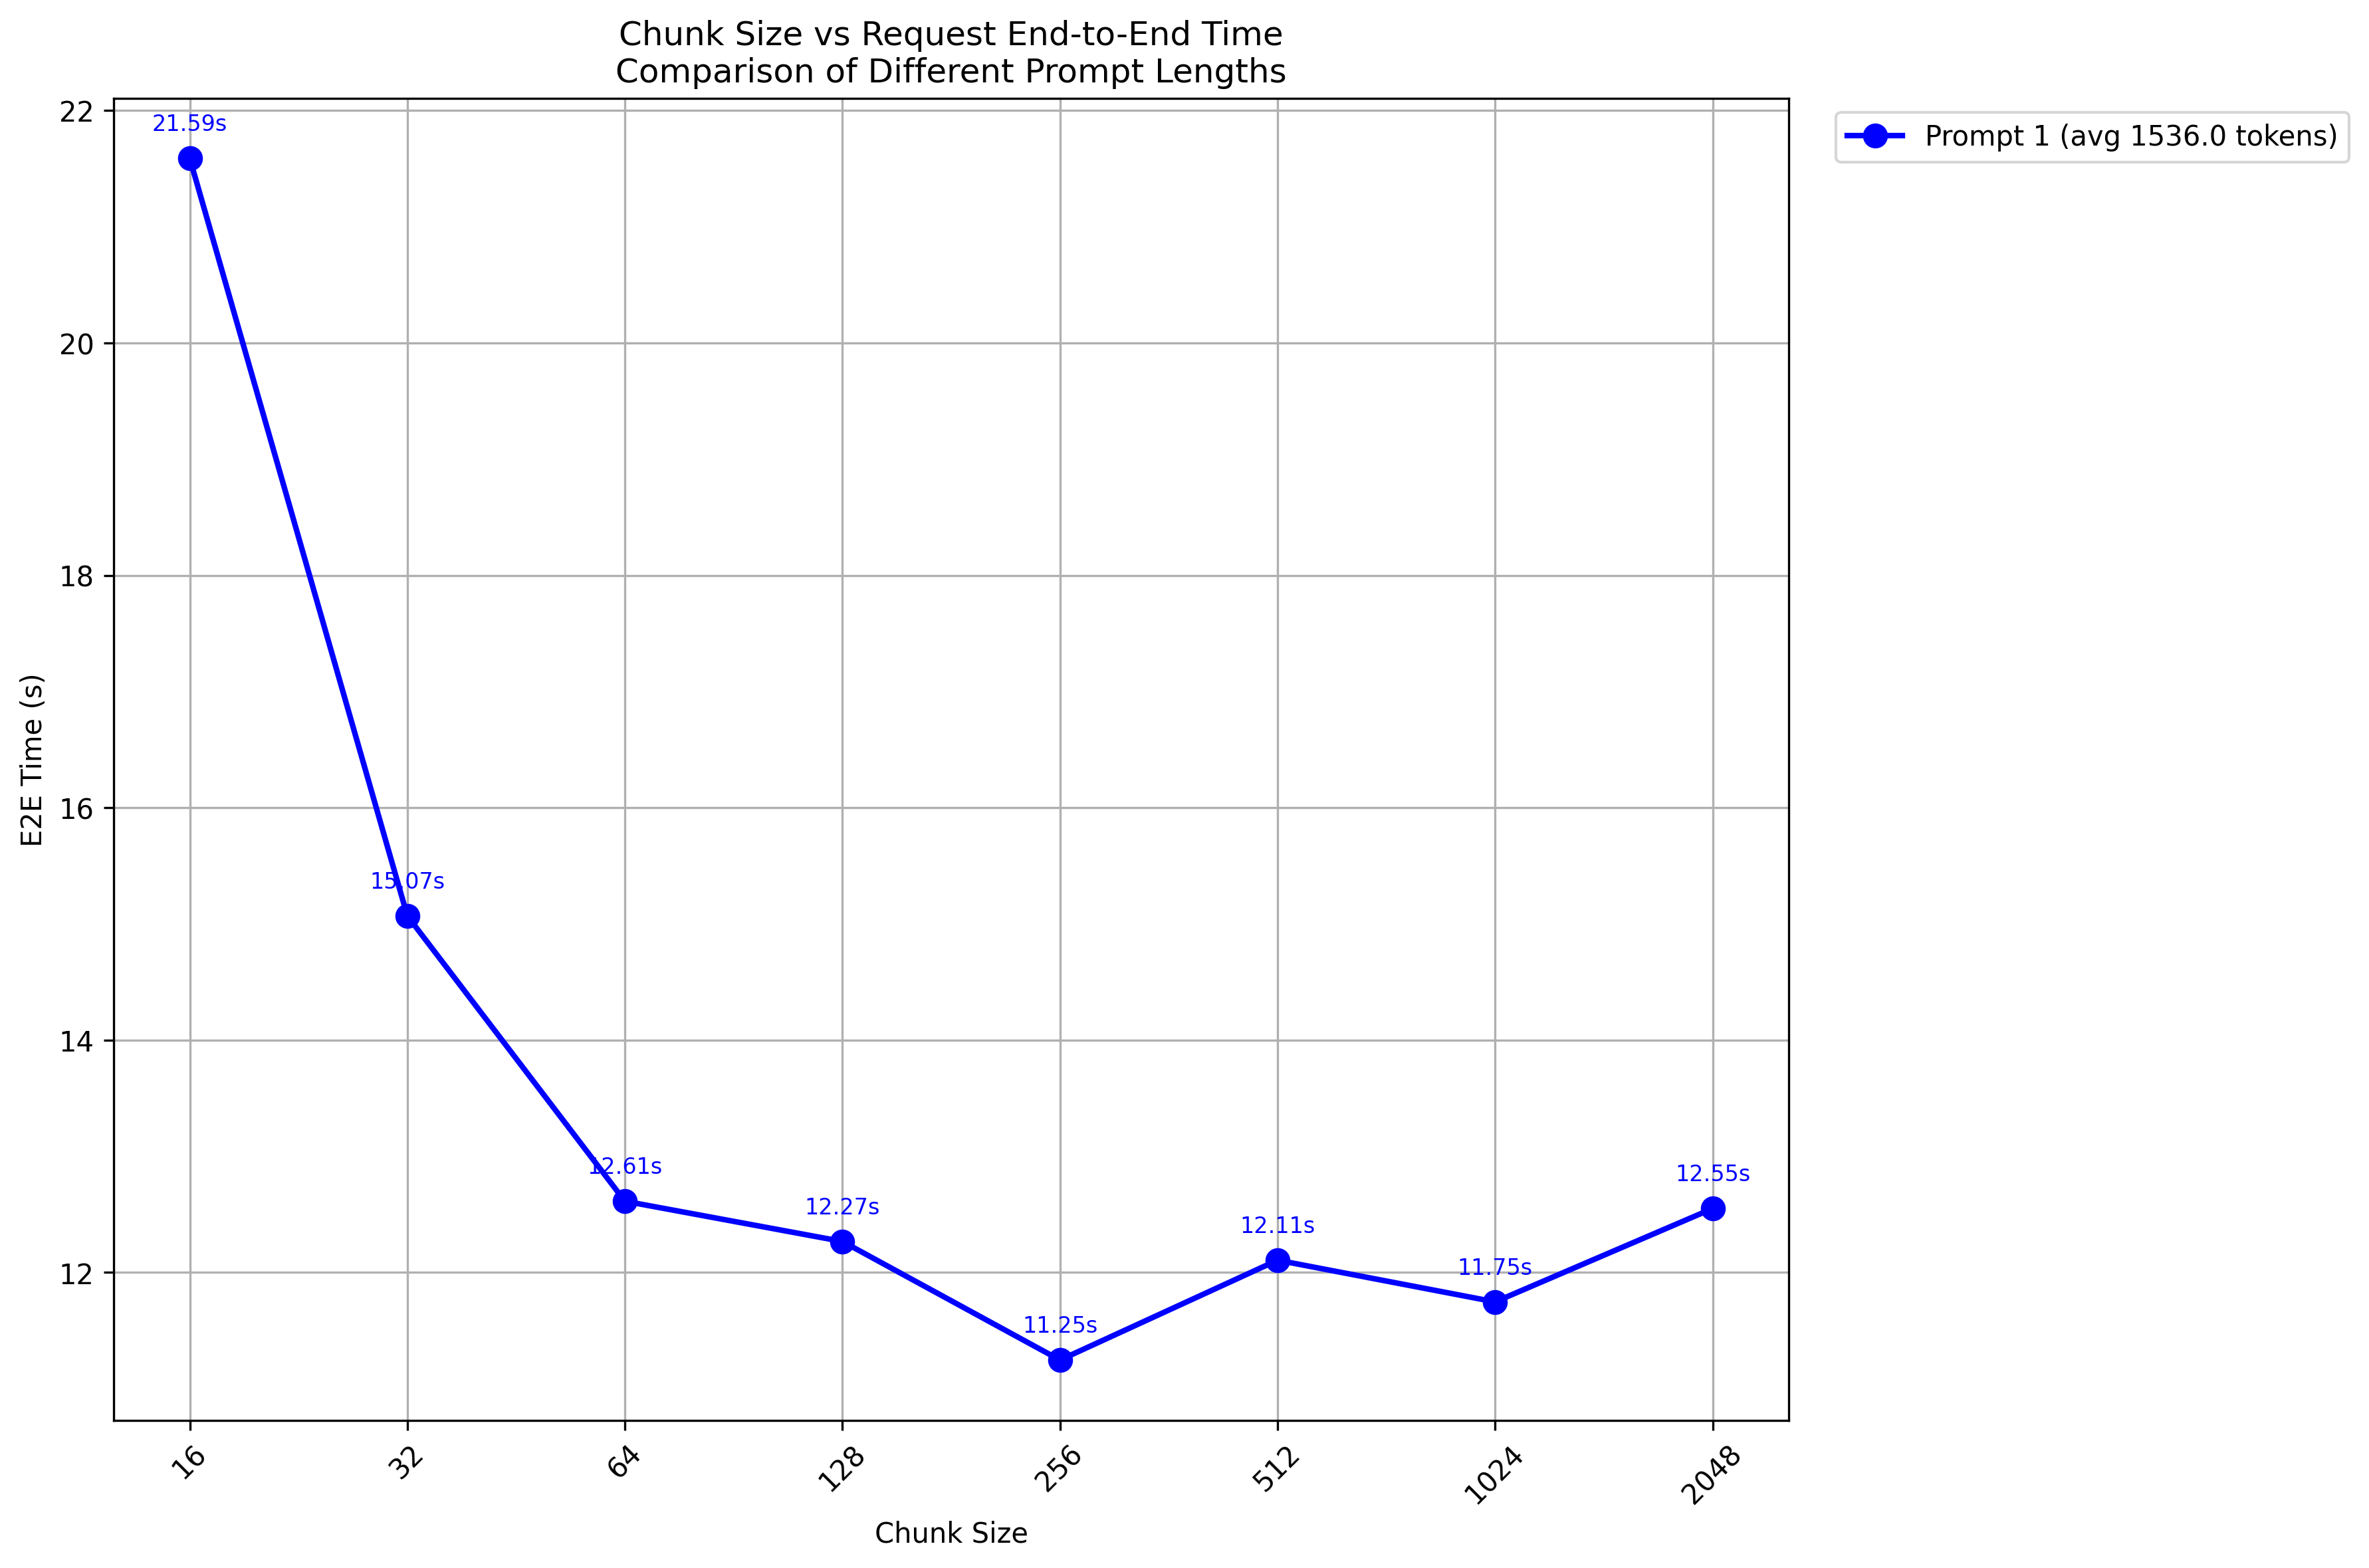 Chunk Size vs Request End-to-End Time
Comparison of Different Prompt Lengths
Prompt 1 (avg 1536.0 tokens)
E2E Time (s)
22
20
18
16
14
12
21.59s
15.07s
12.61s
12.27s
11.25s
12.11s
11.75s
12.55s
16
32
64
128
256
512
1024
2048
Chunk Size